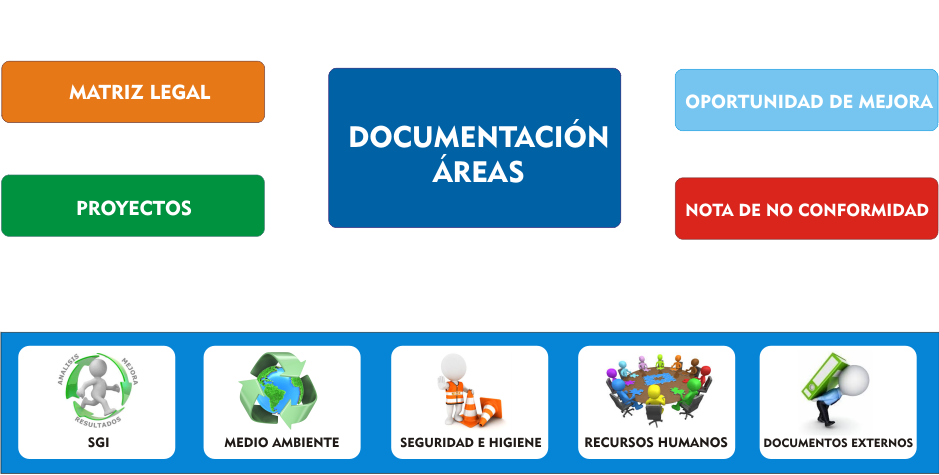 MATRIZ LEGAL
PROYECTOS
DOCUMENTACIÓN
ÁREAS
OPORTUNIDAD DE MEJORA
NOTA DE NO CONFORMIDAD
ANALISIS
MEJORA
RESULTADOS
SGI
MEDIO AMBIENTE
SEGURIDAD E HIGIENE
RECURSOS HUMANOS
DOCUMENTOS EXTERNOS